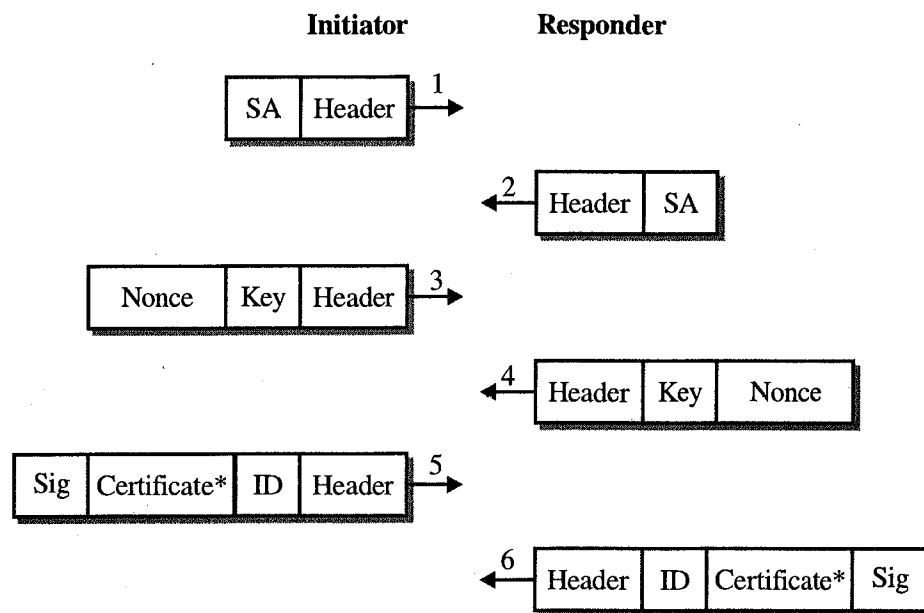 Initiator Responder
1
SA Header
2
Header SA
3
Nonce Key Header
4
Header Key Nonce
5
Sig Certificate* ID Header
6
Header ID Certificate* Sig